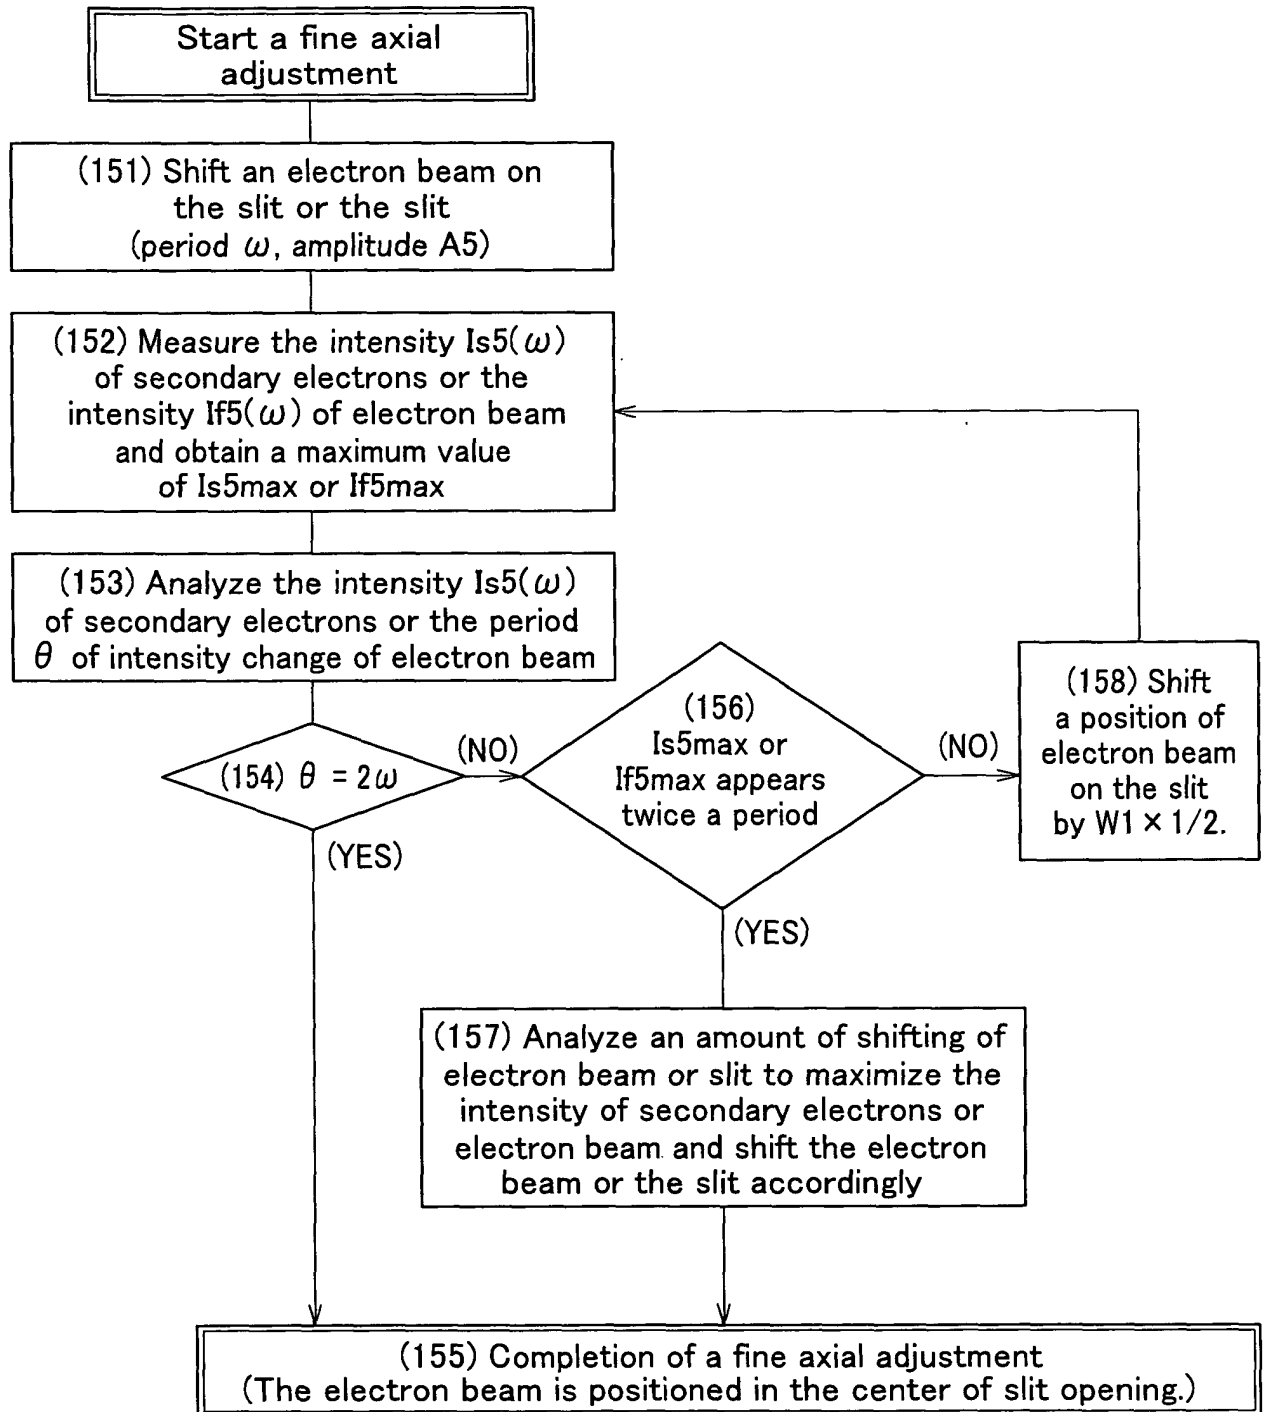 Start a fine axial
adjustment
(151) Shift an electron beam on
the slit or the slit
(period ω, amplitude A5)
(152) Measure the intensity Is5(ω)
of secondary electrons or the
intensity If5(ω) of electron beam
and obtain a maximum value
of Is5max or If5max
(153) Analyze the intensity Is5(ω)
of secondary electrons or the period
θ of intensity change of electron beam
(154) θ = 2ω
(NO)
(YES)
(156)
Is5max or
If5max appears
twice a period
(NO)
(YES)
(158) Shift
a position of
electron beam
on the slit
by W1 × 1/2.
(157) Analyze an amount of shifting of
electron beam or slit to maximize the
intensity of secondary electrons or
electron beam and shift the electron
beam or the slit accordingly
(155) Completion of a fine axial adjustment
(The electron beam is positioned in the center of slit opening.)